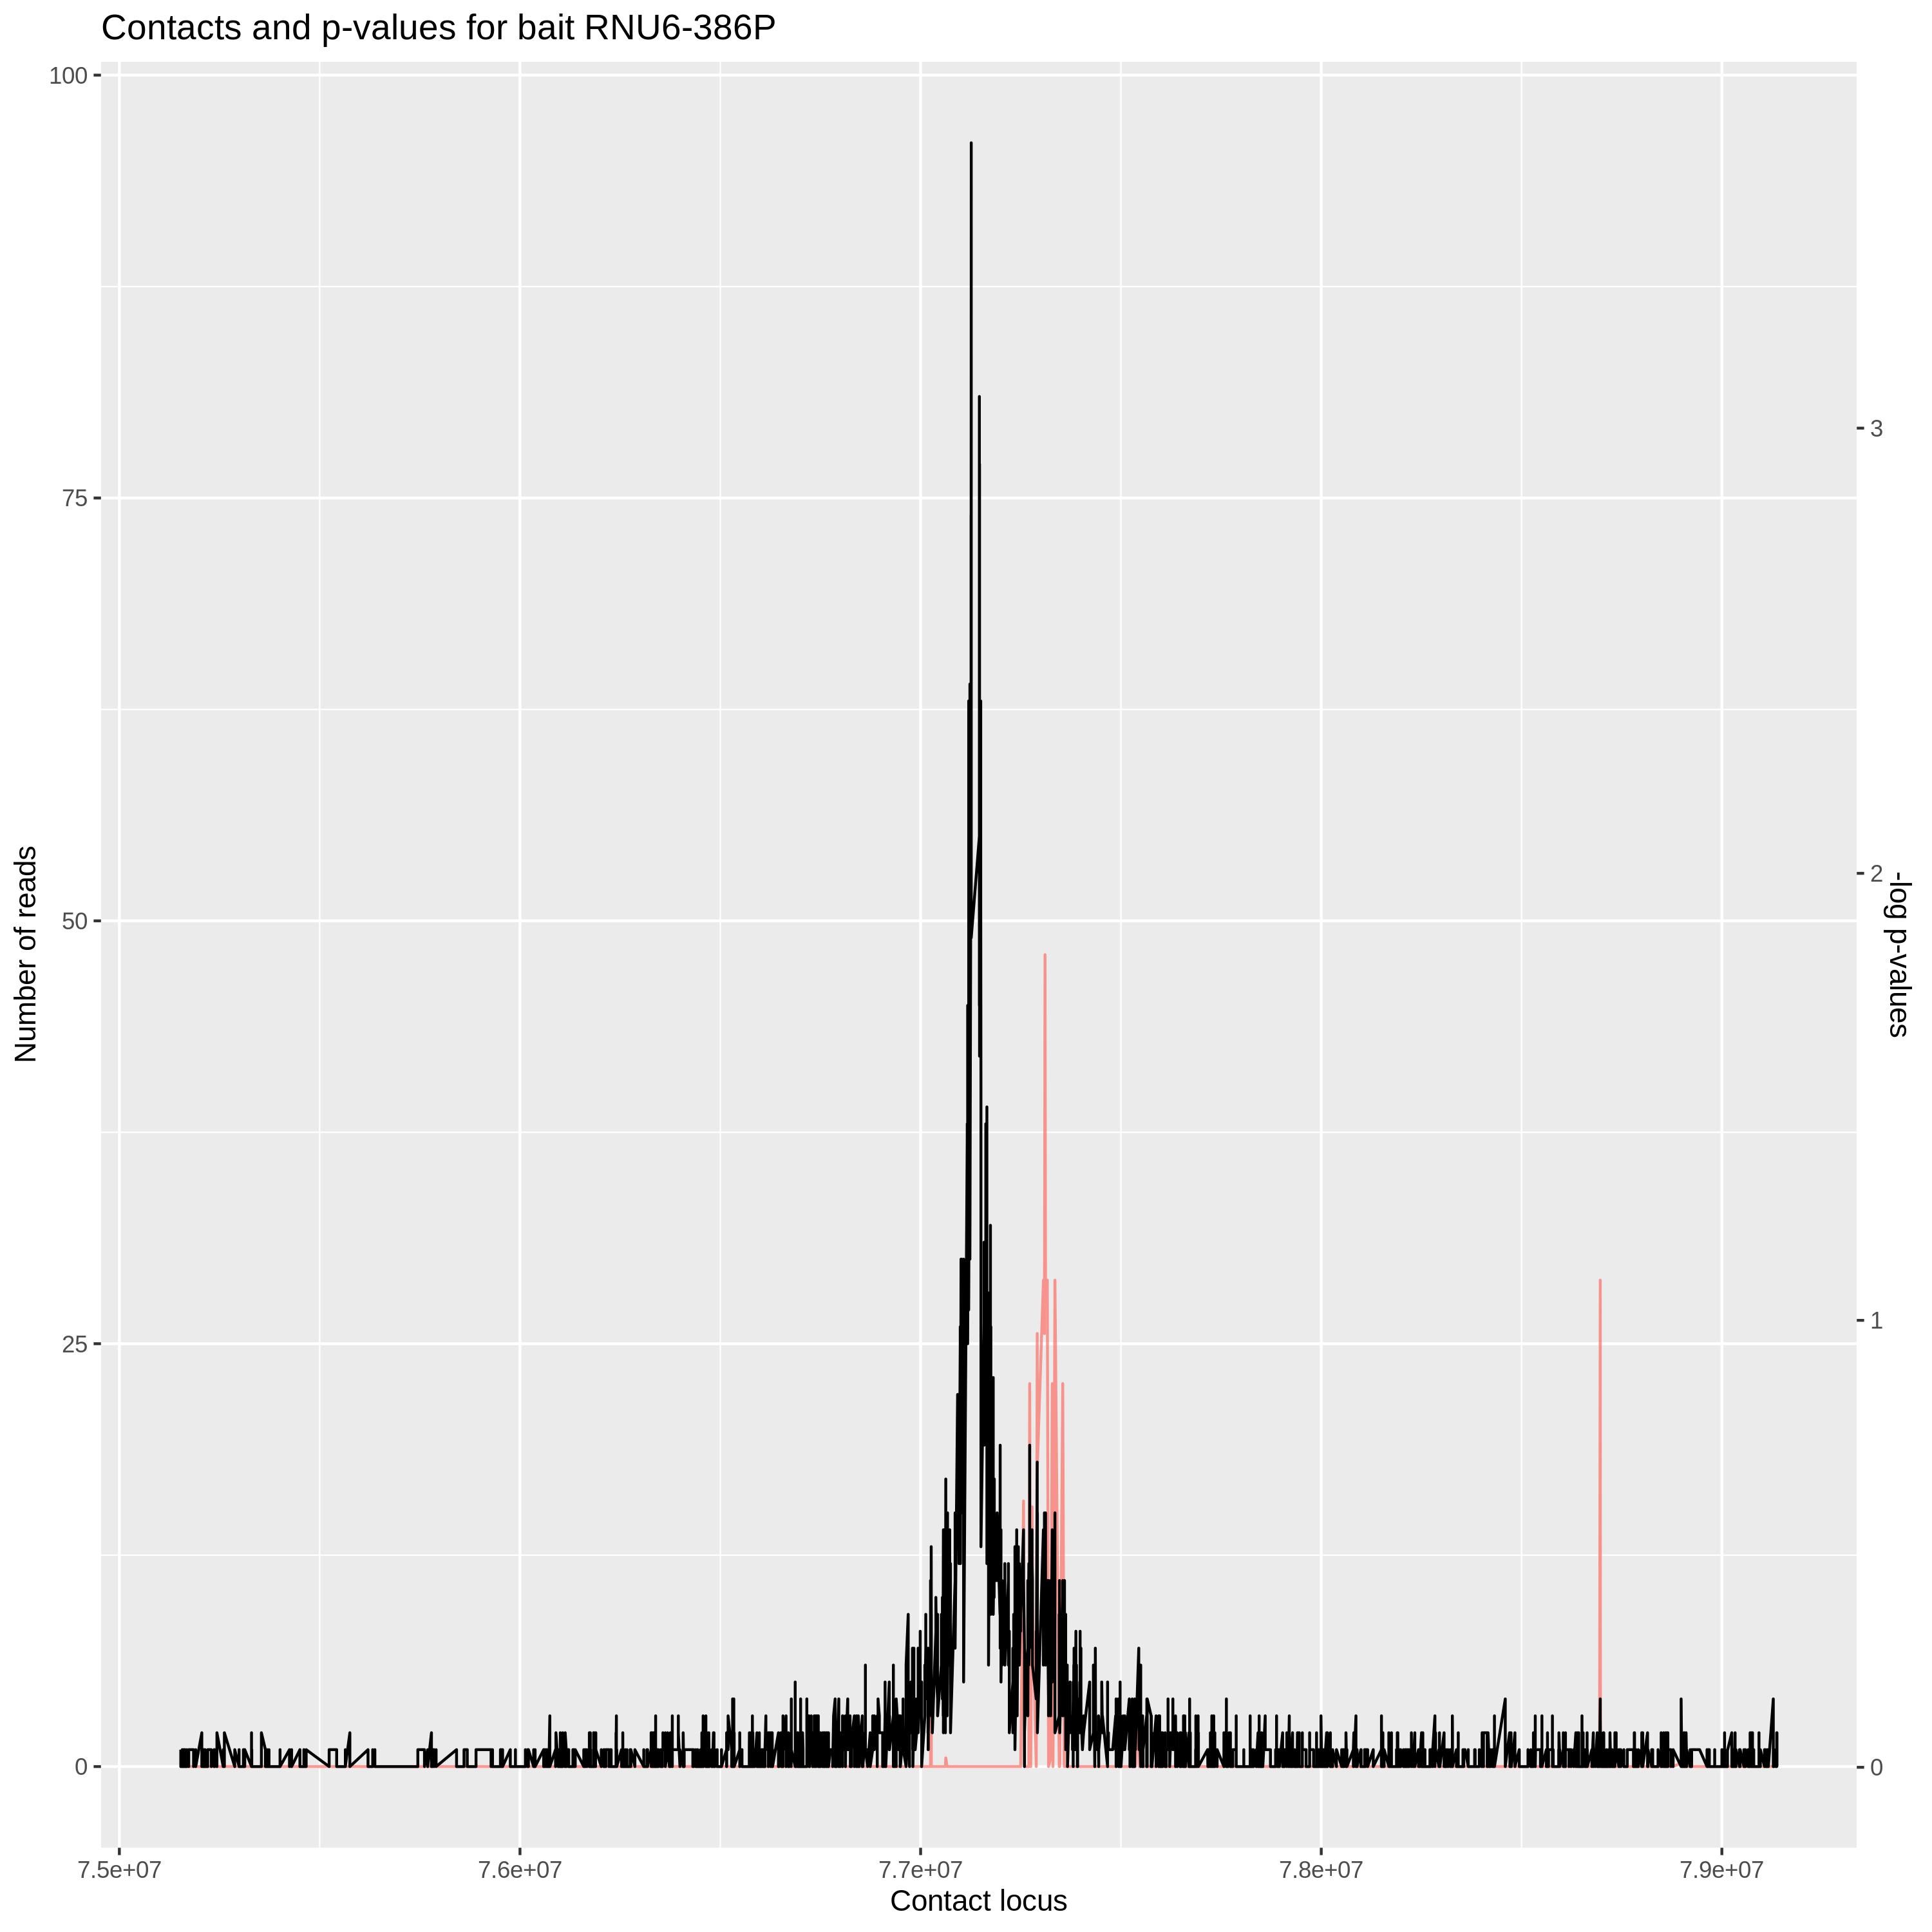 Contacts and p-values for bait RNU6-386P
100
75
50
25
0
3
2
1
0
Number of reads
-log p-values
7.5e+07
7.6e+07
7.7e+07
7.8e+07
7.9e+07
Contact locus